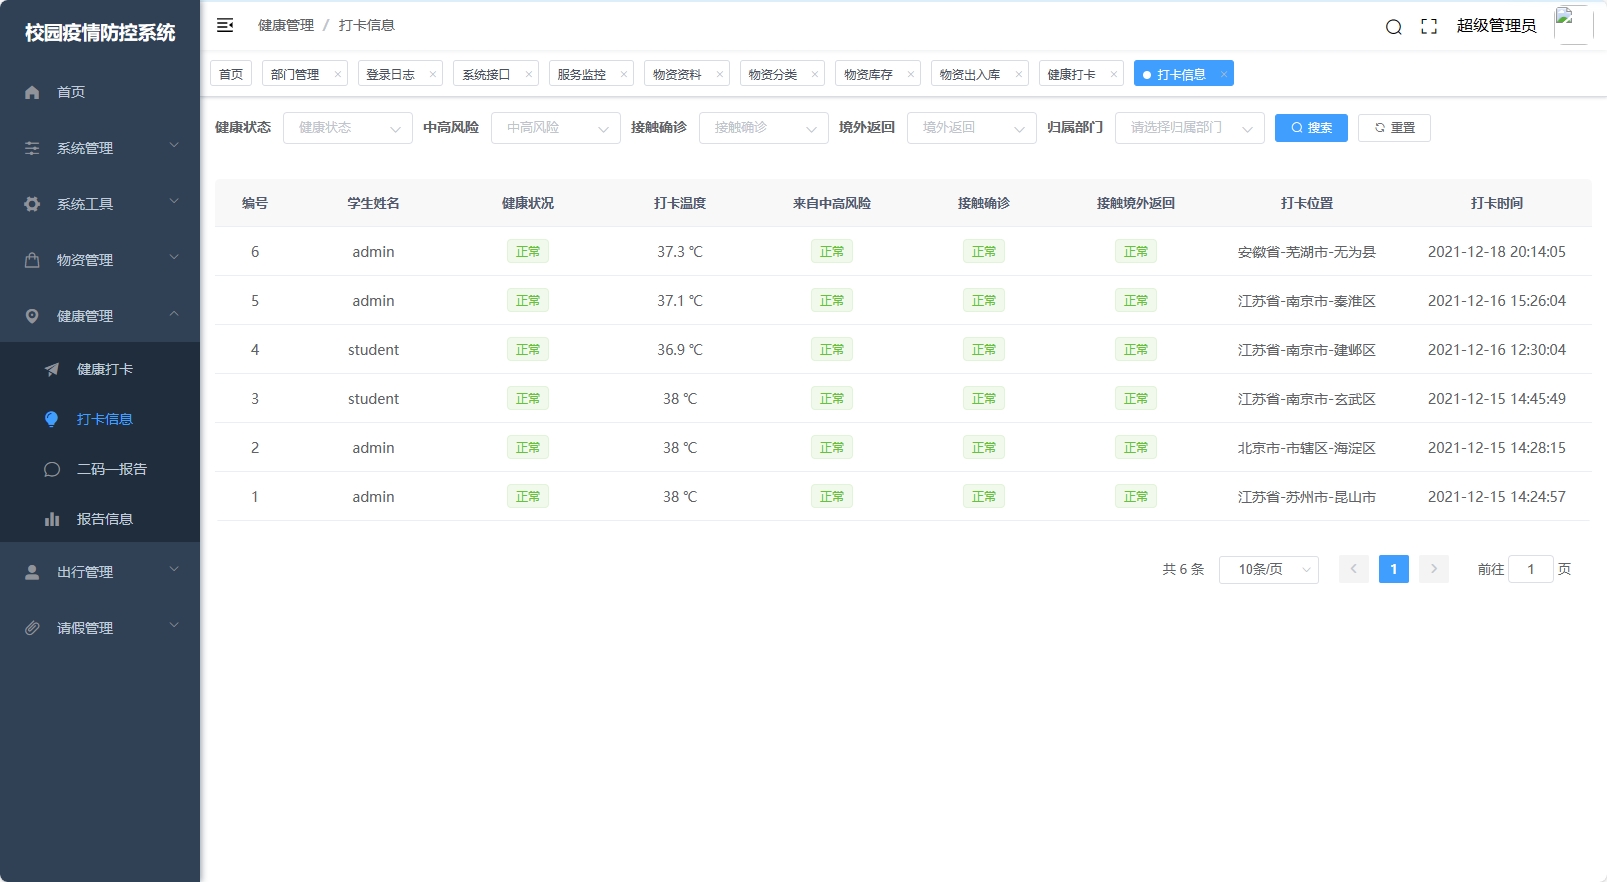 校园疫情防控系统
首页
系统管理
系统工具
物资管理
健康管理
健康打卡
打卡信息
二码一报告
报告信息
出行管理
请假管理
健康管理 / 打卡信息
超级管理员
首页 部门管理 × 登录日志 × 系统接口 × 服务监控 × 物资资料 × 物资分类 × 物资库存 × 物资出入库 × 健康打卡 × 打卡信息 ×
健康状态 健康状态 中高风险 中高风险 接触确诊 接触确诊 境外返回 境外返回 归属部门 请选择归属部门 搜索 重置
编号 学生姓名 健康状况 打卡温度 来自中高风险 接触确诊 接触境外返回 打卡位置 打卡时间
6 admin 正常 37.3 ℃ 正常 正常 正常 安徽省-芜湖市-无为县 2021-12-18 20:14:05
5 admin 正常 37.1 ℃ 正常 正常 正常 江苏省-南京市-秦淮区 2021-12-16 15:26:04
4 student 正常 36.9 ℃ 正常 正常 正常 江苏省-南京市-建邺区 2021-12-16 12:30:04
3 student 正常 38 ℃ 正常 正常 正常 江苏省-南京市-玄武区 2021-12-15 14:45:49
2 admin 正常 38 ℃ 正常 正常 正常 北京市-市辖区-海淀区 2021-12-15 14:28:15
1 admin 正常 38 ℃ 正常 正常 正常 江苏省-苏州市-昆山市 2021-12-15 14:24:57
共 6 条 10条/页 1 前往 1 页